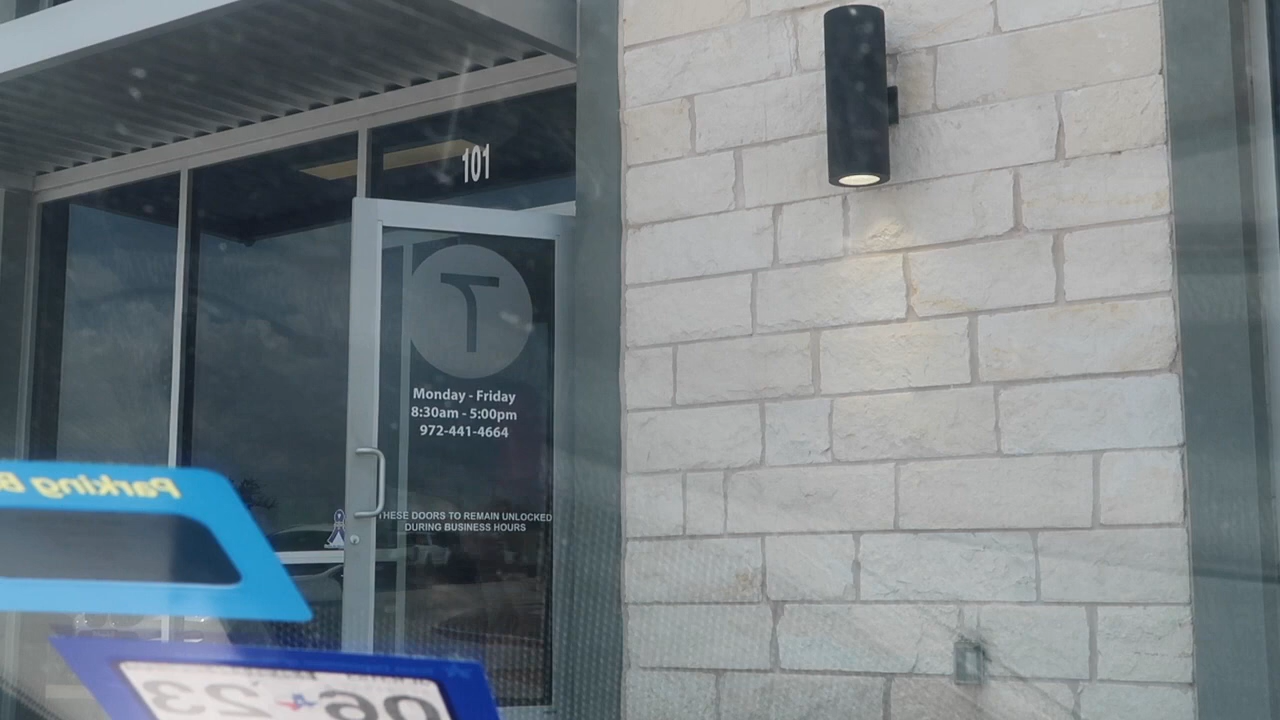 101
T
Monday - Friday
8:30am - 5:00pm
972-441-4664
THESE DOORS TO REMAIN UNLOCKED
DURING BUSINESS HOURS
Parking
06 23